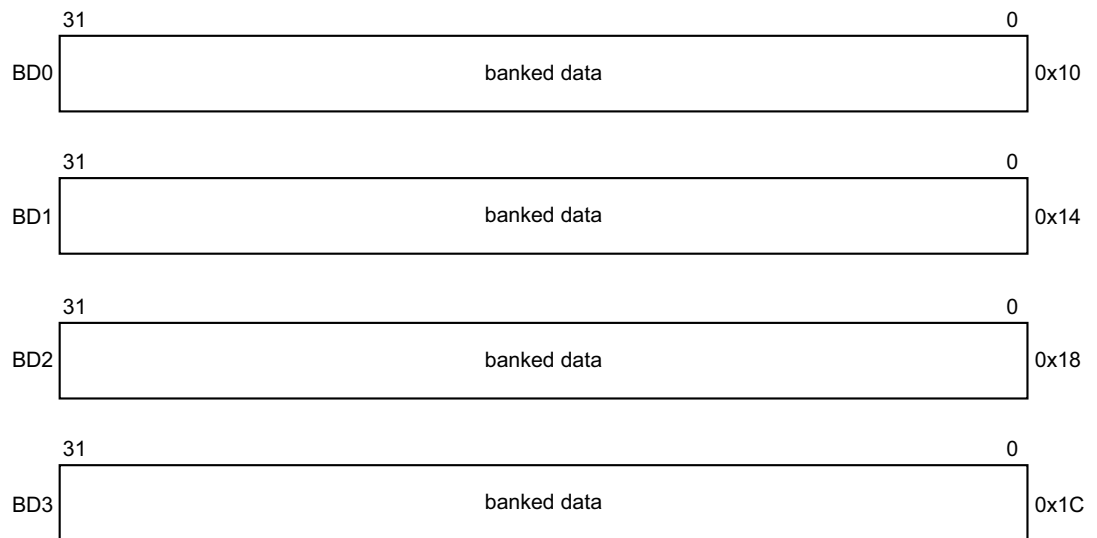 31 0
BD0 banked data 0x10
31 0
BD1 banked data 0x14
31 0
BD2 banked data 0x18
31 0
BD3 banked data 0x1C